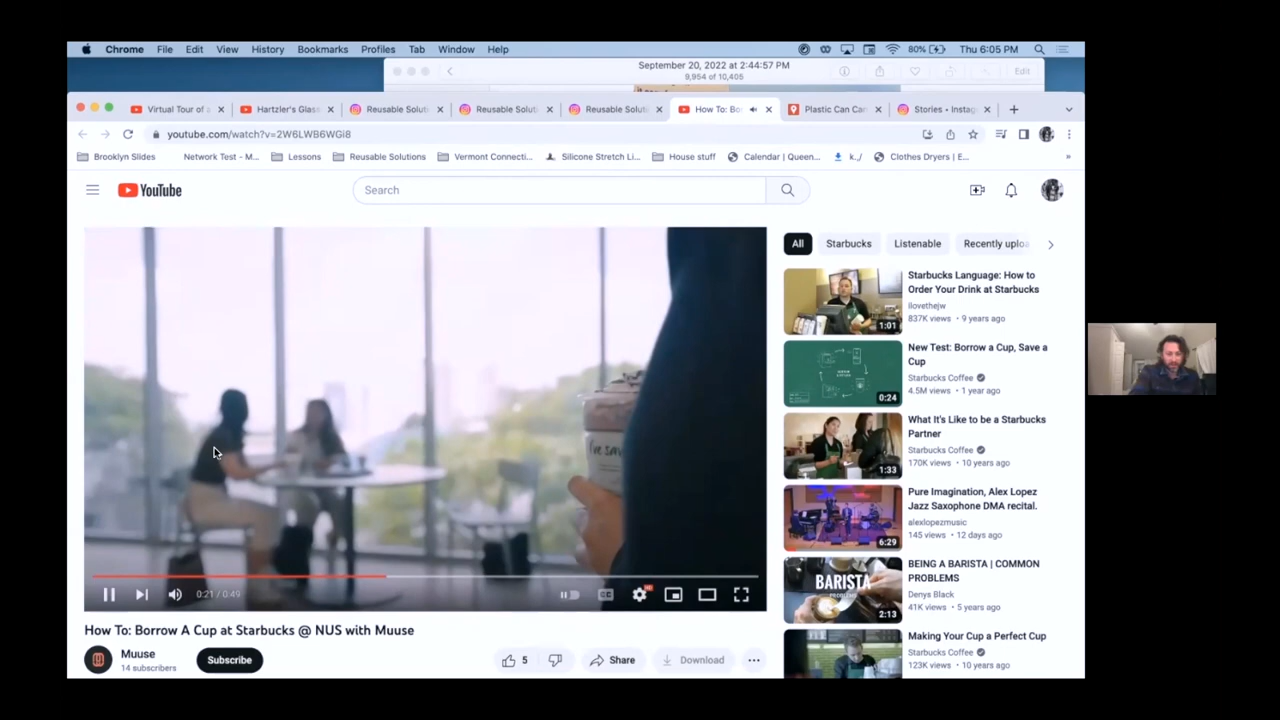 Chrome File Edit View History Bookmarks Profiles Tab Window Help 80% Thu 6:05 PM
September 20, 2022 at 2:44:57 PM
9,954 of 10,405
Edit
Virtual Tour of Hartzler's Glass Reusable Soluti Reusable Soluti Reusable Soluti How To: Bo Plastic Can Car Stories • Instag
youtube.com/watch?v=2W6LWB6WGi8
Brooklyn Slides Network Test - M... Lessons Reusable Solutions Vermont Connecti... Silicone Stretch Li... House stuff Calendar | Queen... k./ Clothes Dryers | E... »
YouTube
Search
All Starbucks Listenable Recently uploa
Starbucks Language: How to
Order Your Drink at Starbucks
ilovethejw
837K views • 9 years ago
1:01
New Test: Borrow a Cup, Save a
Cup
Starbucks Coffee
4.5M views • 1 year ago
0:24
What It's Like to be a Starbucks
Partner
Starbucks Coffee
170K views • 10 years ago
1:33
Pure Imagination, Alex Lopez
Jazz Saxophone DMA recital.
alexlopezmusic
145 views • 12 days ago
6:29
BEING A BARISTA | COMMON
PROBLEMS
Denys Black
41K views • 5 years ago
BARISTA
PROBLEMS
2:13
Making Your Cup a Perfect Cup
Starbucks Coffee
123K views • 10 years ago
I've sav
0:21 / 0:49 CC HD
How To: Borrow A Cup at Starbucks @ NUS with Muuse
Muuse
14 subscribers
Subscribe 5 Share Download